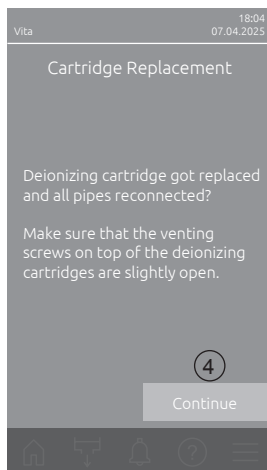 18:04
Vita 07.04.2025
Cartridge Replacement
Deionizing cartridge got replaced
and all pipes reconnected?
Make sure that the venting
screws on top of the deionizing
cartridges are slightly open.
4
Continue
?